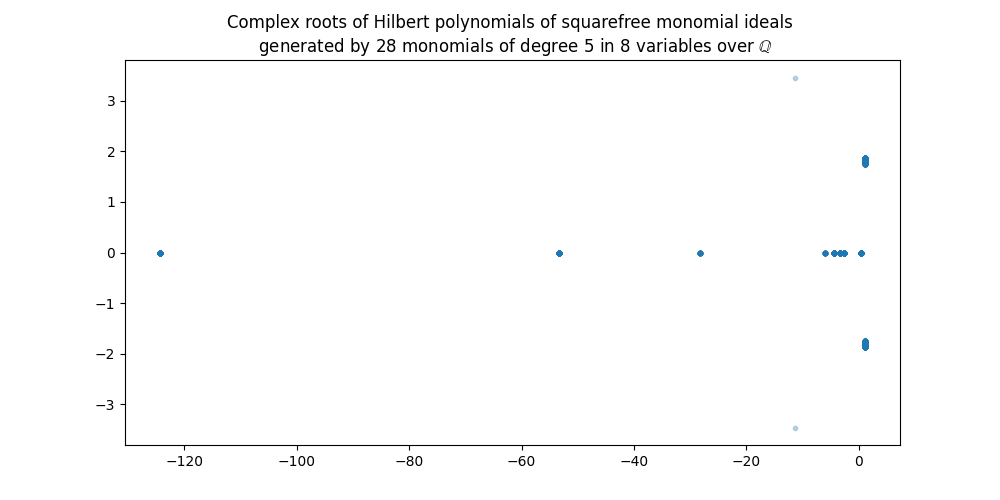 Complex roots of Hilbert polynomials of squarefree monomial ideals
generated by 28 monomials of degree 5 in 8 variables over ℚ
3
2
1
0
−1
−2
−3
−120 −100 −80 −60 −40 −20 0